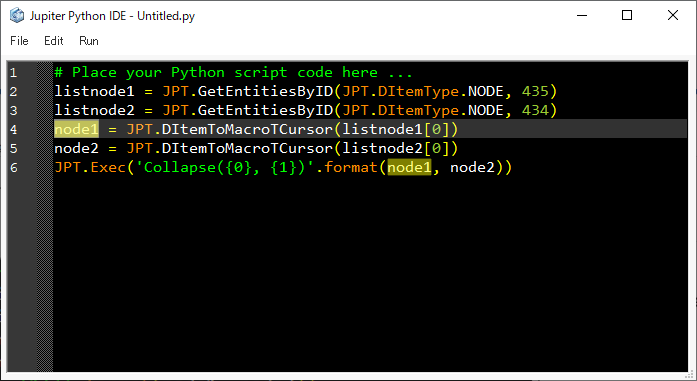 Jupiter Python IDE - Untitled.py
File Edit Run
1 # Place your Python script code here ...
2 listnode1 = JPT.GetEntitiesByID(JPT.DItemType.NODE, 435)
3 listnode2 = JPT.GetEntitiesByID(JPT.DItemType.NODE, 434)
4 node1 = JPT.DItemToMacroTCursor(listnode1[0])
5 node2 = JPT.DItemToMacroTCursor(listnode2[0])
6 JPT.Exec('Collapse({0}, {1})'.format(node1, node2))